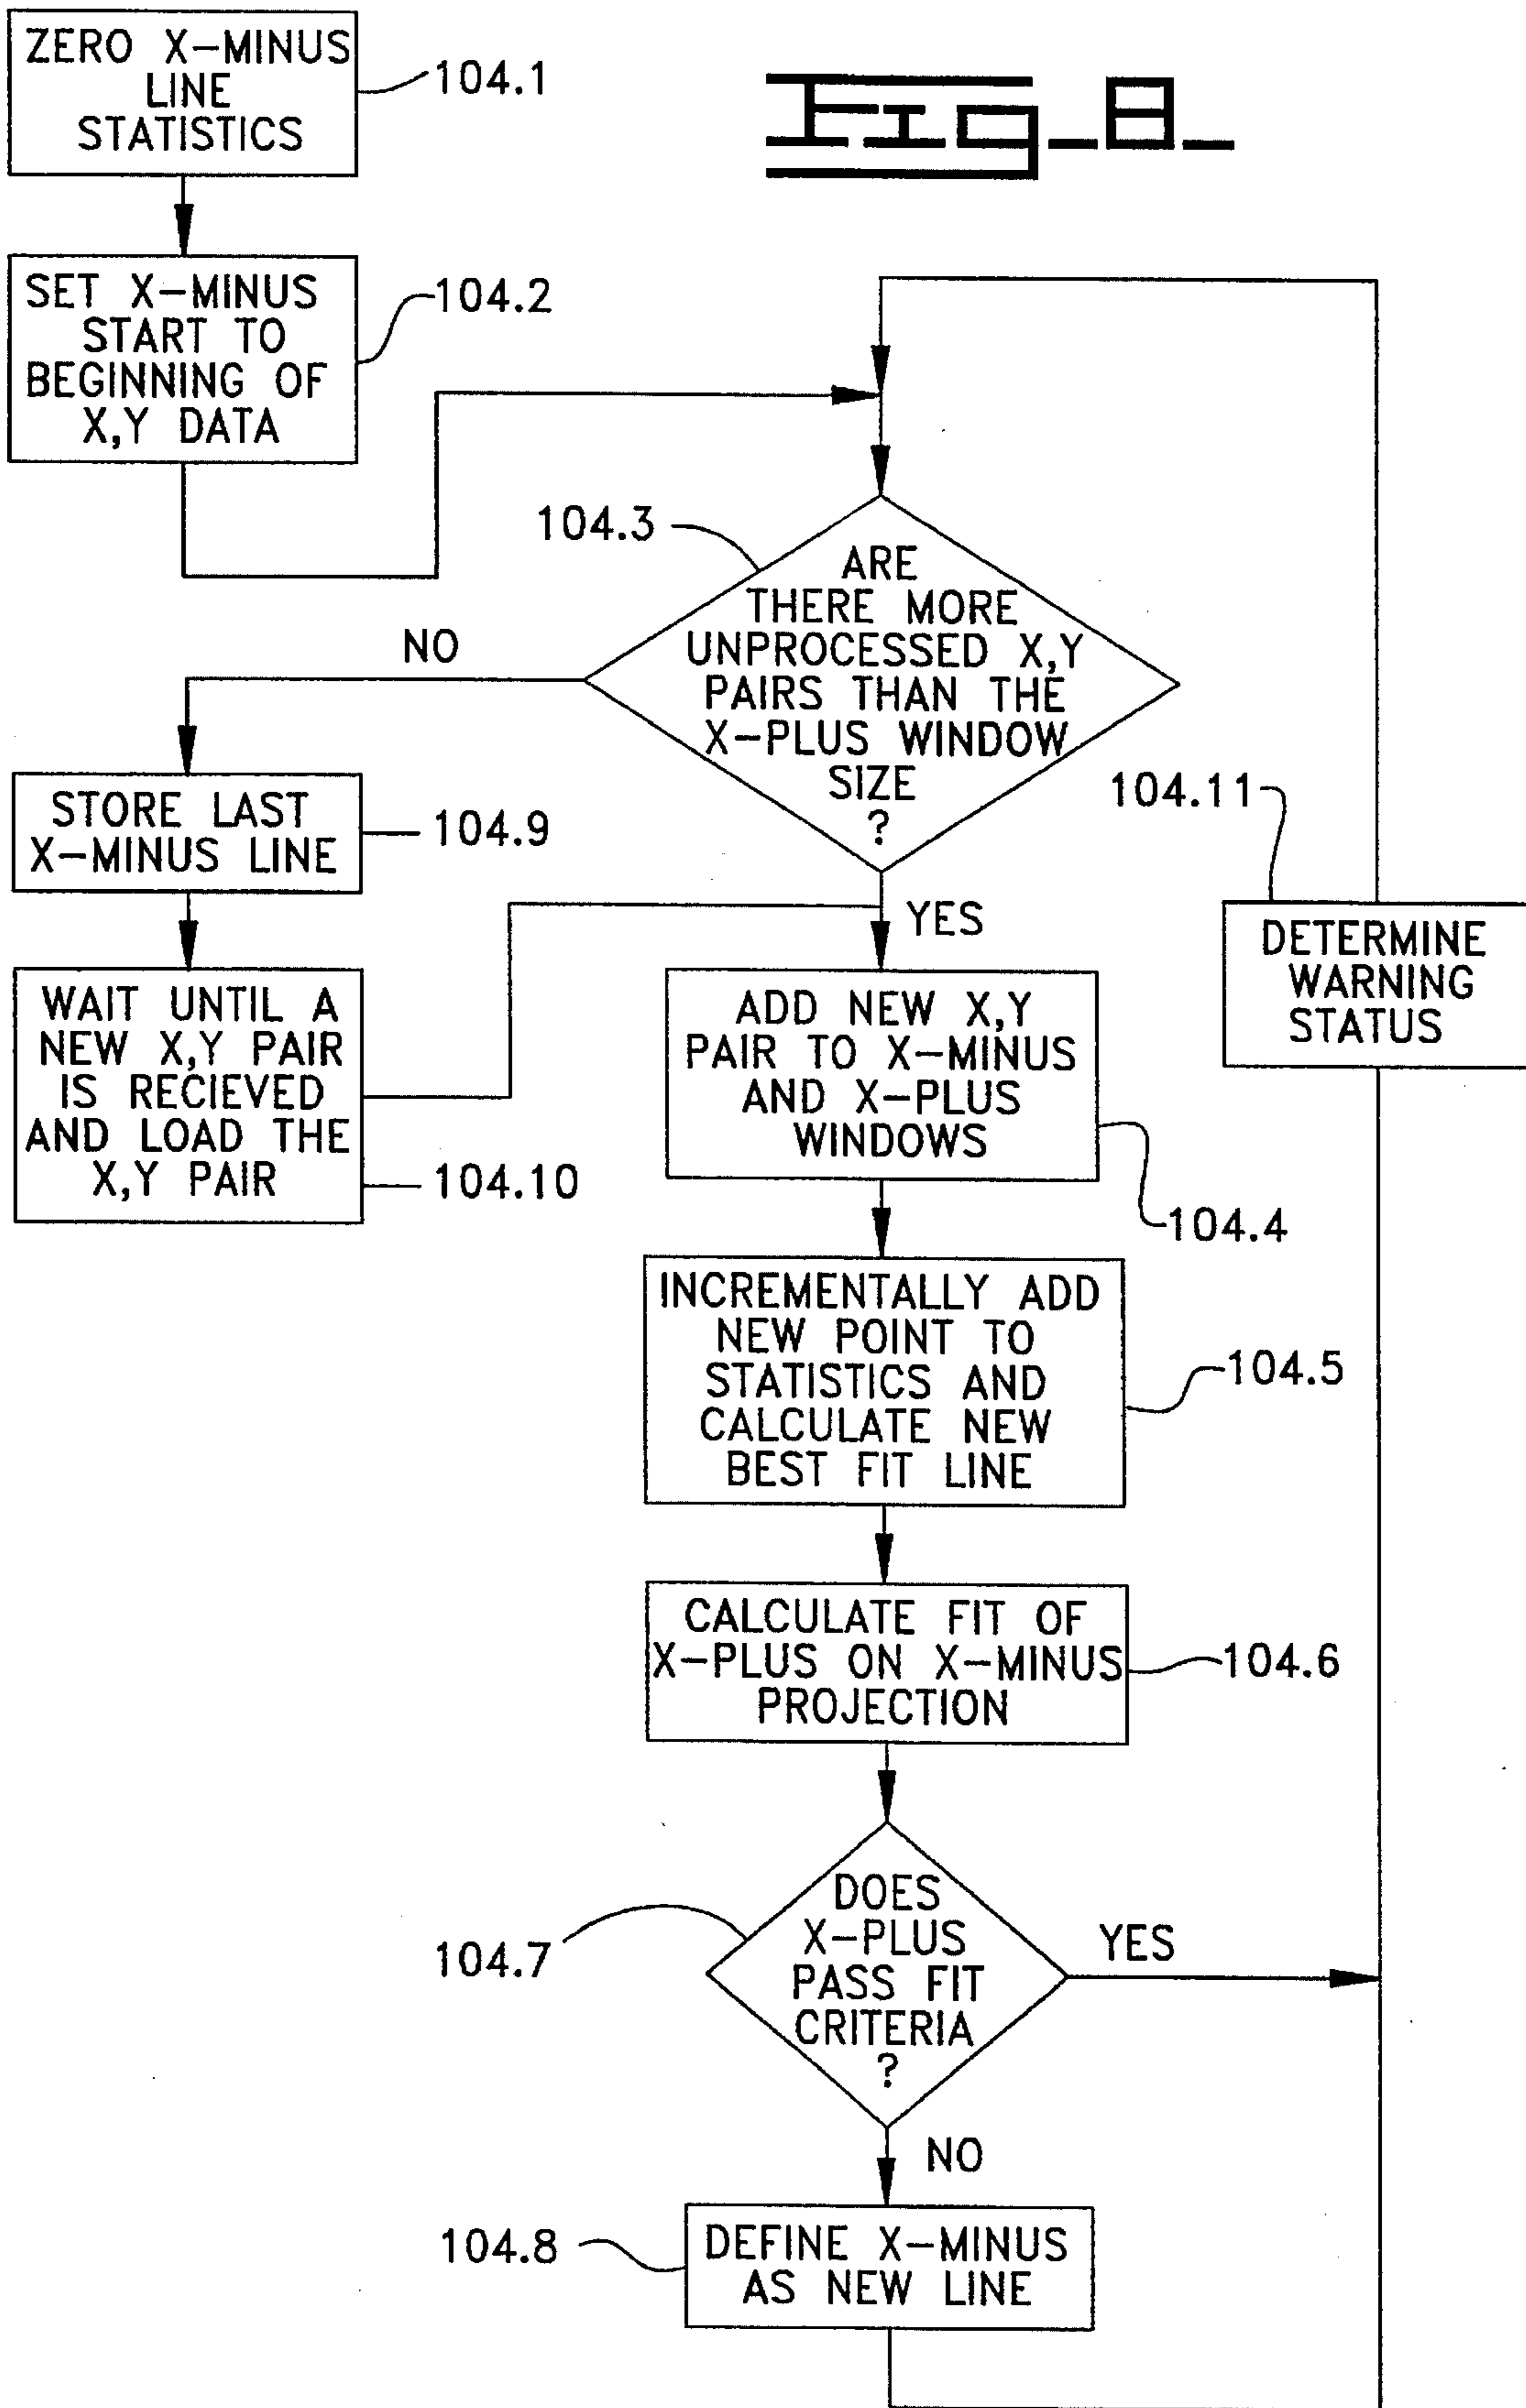 ZERO X-MINUS
LINE
STATISTICS
104.1
Fig_8_
SET X-MINUS
START TO
BEGINNING OF
X,Y DATA
104.2
104.3
ARE
THERE MORE
UNPROCESSED X,Y
PAIRS THAN THE
X-PLUS WINDOW
SIZE
?
NO
YES
STORE LAST
X-MINUS LINE
104.9
WAIT UNTIL A
NEW X,Y PAIR
IS RECIEVED
AND LOAD THE
X,Y PAIR
104.10
104.11
DETERMINE
WARNING
STATUS
ADD NEW X,Y
PAIR TO X-MINUS
AND X-PLUS
WINDOWS
104.4
INCREMENTALLY ADD
NEW POINT TO
STATISTICS AND
CALCULATE NEW
BEST FIT LINE
104.5
CALCULATE FIT OF
X-PLUS ON X-MINUS
PROJECTION
104.6
DOES
X-PLUS
PASS FIT
CRITERIA
?
104.7
YES
NO
104.8
DEFINE X-MINUS
AS NEW LINE